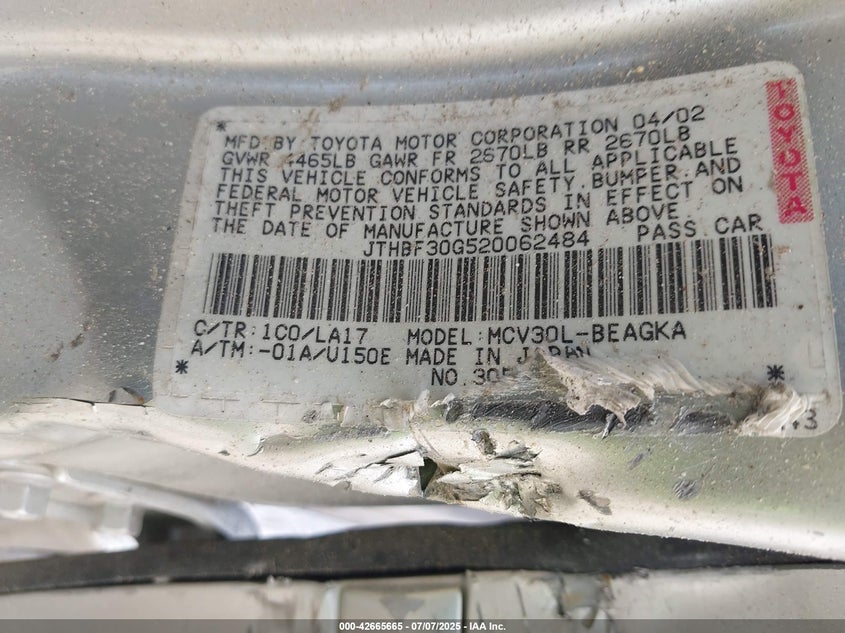 * MFD BY TOYOTA MOTOR CORPORATION 04/02
GVWR 4465LB GAWR FR 2670LB RR 2670LB
THIS VEHICLE CONFORMS TO ALL APPLICABLE
FEDERAL MOTOR VEHICLE SAFETY, BUMPER AND
THEFT PREVENTION STANDARDS IN EFFECT ON
THE DATE OF MANUFACTURE SHOWN ABOVE.
JTHBF30G520062484 PASS CAR
TOYOTA
C/TR:1C0/LA17 MODEL:MCV30L-BEAGKA
A/TM:-01A/U150E MADE IN JAPAN
* NO.305 *
000-42665665 - 07/07/2025 - IAA Inc.